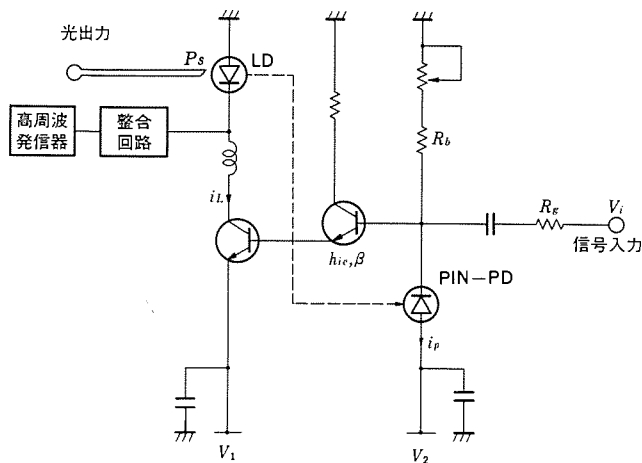 光出力
Ps
LD
高周波
発信器
整合
回路
iL
Rb
hie, β
Rg
Vi
信号入力
PIN-PD
ip
V1
V2